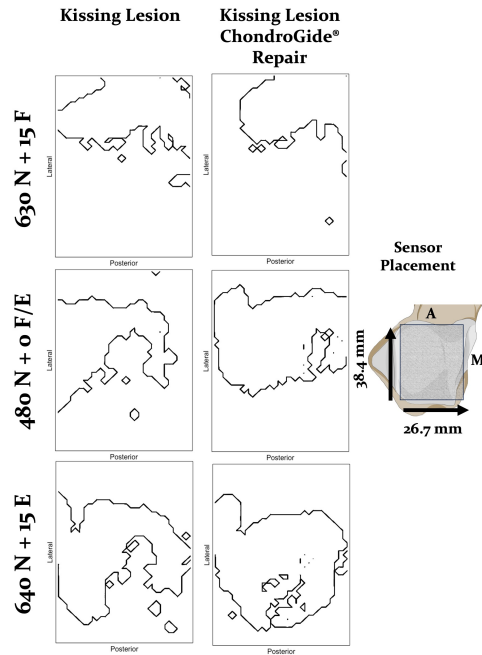 Kissing Lesion
Kissing Lesion
ChondroGide®
Repair
630 N + 15 F
Lateral
Posterior
Lateral
Posterior
480 N + 0 F/E
Lateral
Posterior
Lateral
Posterior
640 N + 15 E
Lateral
Posterior
Lateral
Posterior
Sensor
Placement
A
M
38.4 mm
26.7 mm